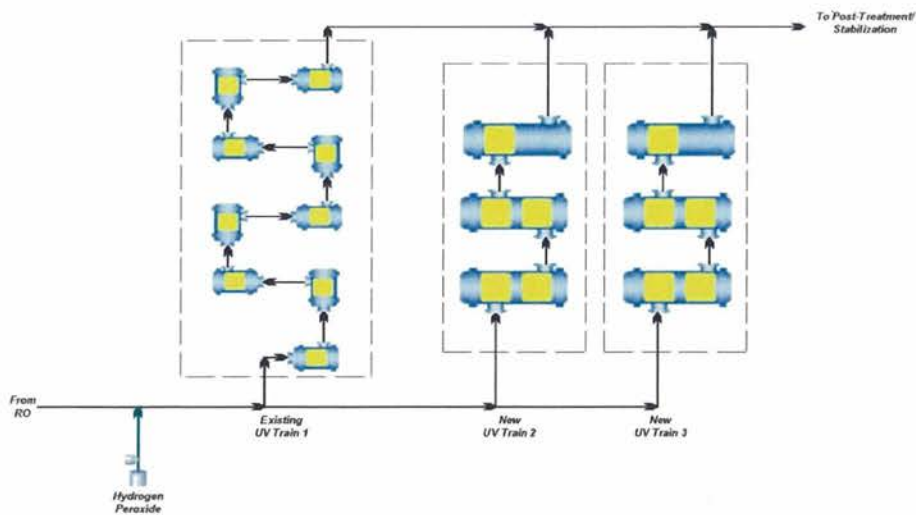 To Post-Treatment/
Stabilization
From
RO
Existing
UV Train 1
New
UV Train 2
New
UV Train 3
Hydrogen
Peroxide